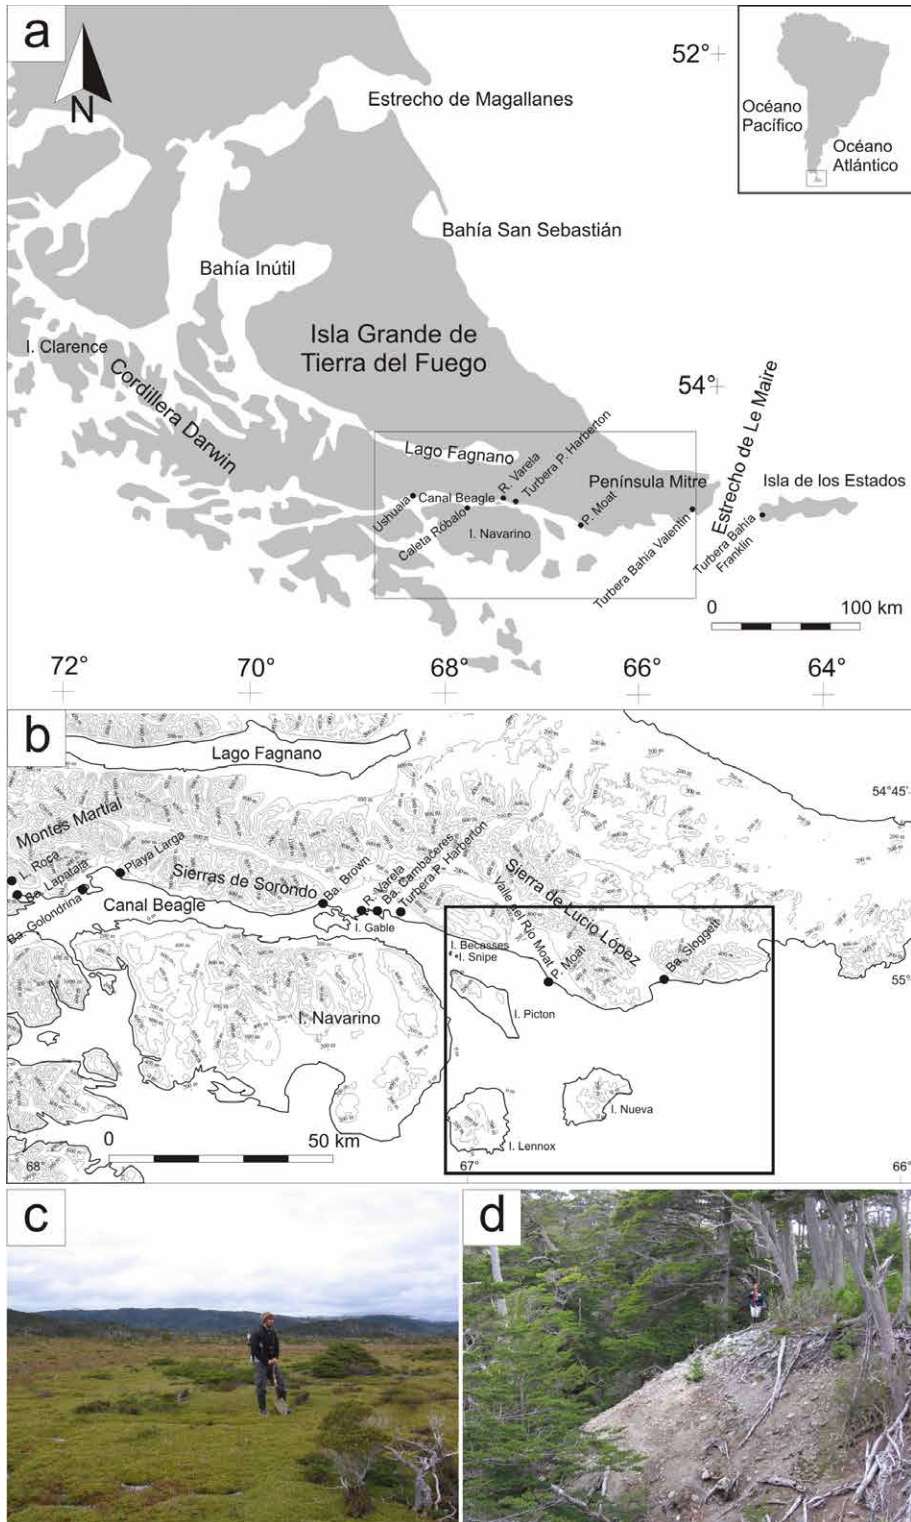 a
N
52°
Estrecho de Magallanes
Océano
Pacífico
Océano
Atlántico
Bahía San Sebastián
Bahía Inútil
Isla Grande de
Tierra del Fuego
I. Clarence
Cordillera Darwin
54°
Estrecho de Le Maire
Lago Fagnano
R. Varela
Turbera P. Harberton
Península Mitre
Isla de los Estados
Ushuaia
Canal Beagle
Caleta Róbalo
I. Navarino
P. Moat
Turbera Bahía Valentín
Turbera Bahía
Franklin
0
100 km
72°
70°
68°
66°
64°
b
Lago Fagnano
54°45'
Montes Martial
L. Roca
Ba. Lapataia
Playa Larga
Ba. Golondrina
Sierras de Sorondo
Canal Beagle
Ba. Brown
R. Varela
Ba. Cambaceres
Turbera P. Harberton
I. Gable
Sierra de Lucio López
Valle del Río Moat
I. Becasses
I. Snipe
P. Moat
Ba. Sloggett
55°
I. Picton
I. Navarino
I. Nueva
I. Lennox
0
50 km
68°
67°
66°
c
d